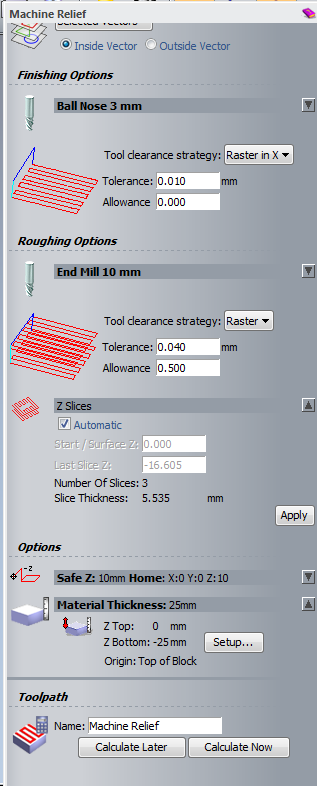 Machine Relief
Selected Vectors
Inside Vector Outside Vector
Finishing Options
Ball Nose 3 mm
Tool clearance strategy: Raster in X
Tolerance: 0.010 mm
Allowance 0.000
Roughing Options
End Mill 10 mm
Tool clearance strategy: Raster
Tolerance: 0.040 mm
Allowance 0.500
Z Slices
Automatic
Start / Surface Z: 0.000
Last Slice Z: -16.605
Number Of Slices: 3
Slice Thickness: 5.535 mm
Apply
Options
Safe Z: 10mm Home: X:0 Y:0 Z:10
Material Thickness: 25mm
Z Top: 0 mm
Z Bottom: -25 mm Setup...
Origin: Top of Block
Toolpath
Name: Machine Relief
Calculate Later Calculate Now